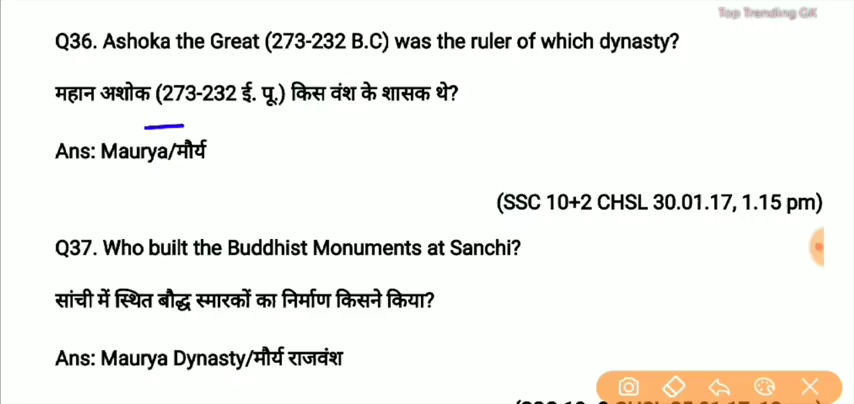 Top Trending GK
Q36. Ashoka the Great (273-232 B.C) was the ruler of which dynasty?
महान अशोक (273-232 ई. पू.) किस वंश के शासक थे?
Ans: Maurya/मौर्य
(SSC 10+2 CHSL 30.01.17, 1.15 pm)
Q37. Who built the Buddhist Monuments at Sanchi?
सांची में स्थित बौद्ध स्मारकों का निर्माण किसने किया?
Ans: Maurya Dynasty/मौर्य राजवंश